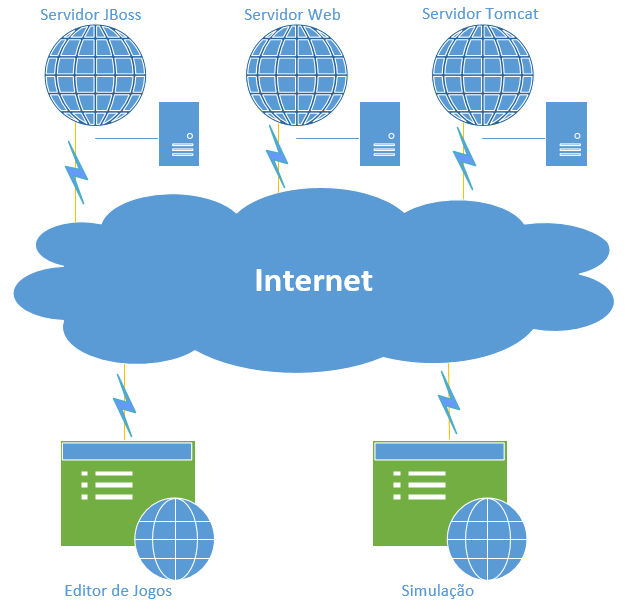 Servidor JBoss
Servidor Web
Servidor Tomcat
Internet
Editor de Jogos
Simulação